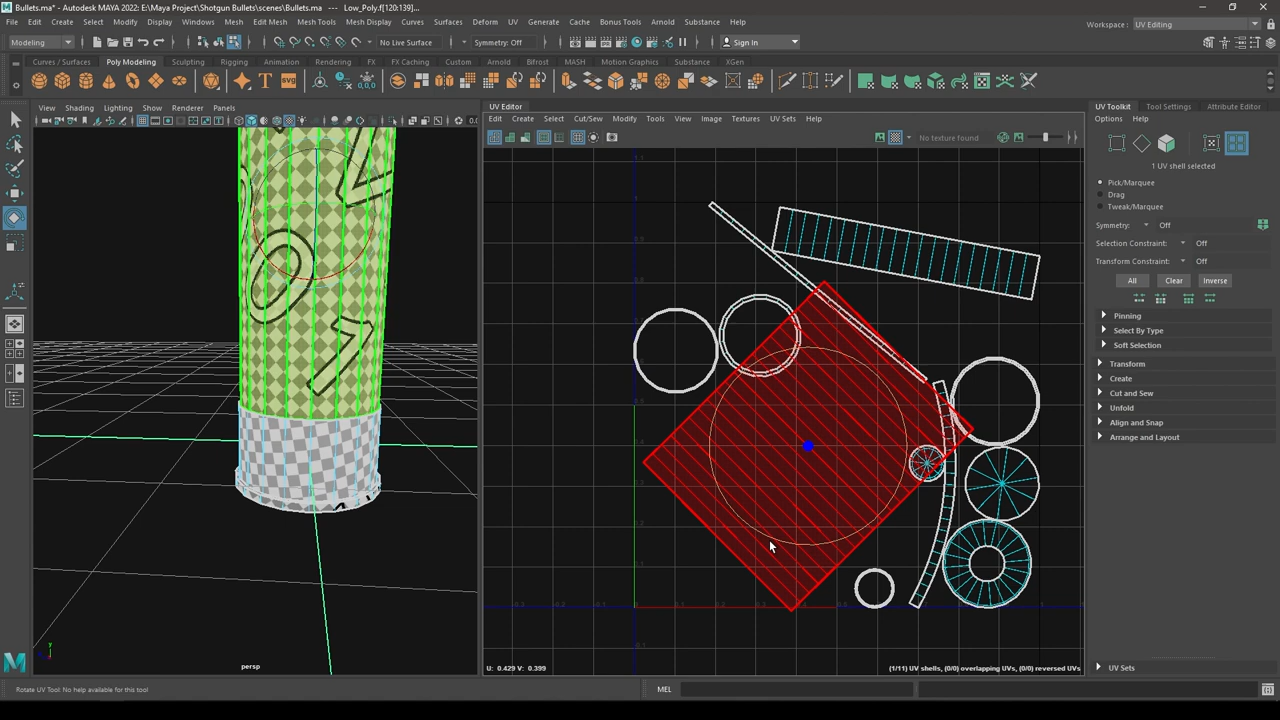 Bullets.ma* - Autodesk MAYA 2022: E:\Maya Project\Shotgun Bullets\scenes\Bullets.ma --- Low_Poly.f[120:139]...
File Edit Create Select Modify Display Windows Mesh Edit Mesh Mesh Tools Mesh Display Curves Surfaces Deform UV Generate Cache Bonus Tools Arnold Substance Help
Workspace : UV Editing
Modeling No Live Surface Symmetry: Off Sign In
Curves / Surfaces Poly Modeling Sculpting Rigging Animation Rendering FX FX Caching Custom Arnold Bifrost MASH Motion Graphics Substance XGen
View Shading Lighting Show Renderer Panels
UV Editor
Edit Create Select Cut/Sew Modify Tools View Image Textures UV Sets Help
No texture found
UV Toolkit Tool Settings Attribute Editor
Options Help
1 UV shell selected
Pick/Marquee
Drag
Tweak/Marquee
Symmetry: Off
Selection Constraint: Off
Transform Constraint: Off
All Clear Inverse
Pinning
Select By Type
Soft Selection
Transform
Create
Cut and Sew
Unfold
Align and Snap
Arrange and Layout
UV Sets
persp
U: 0.429 V: 0.399
(1/11) UV shells, (0/0) overlapping UVs, (0/0) reversed UVs
Rotate UV Tool: No help available for this tool
MEL